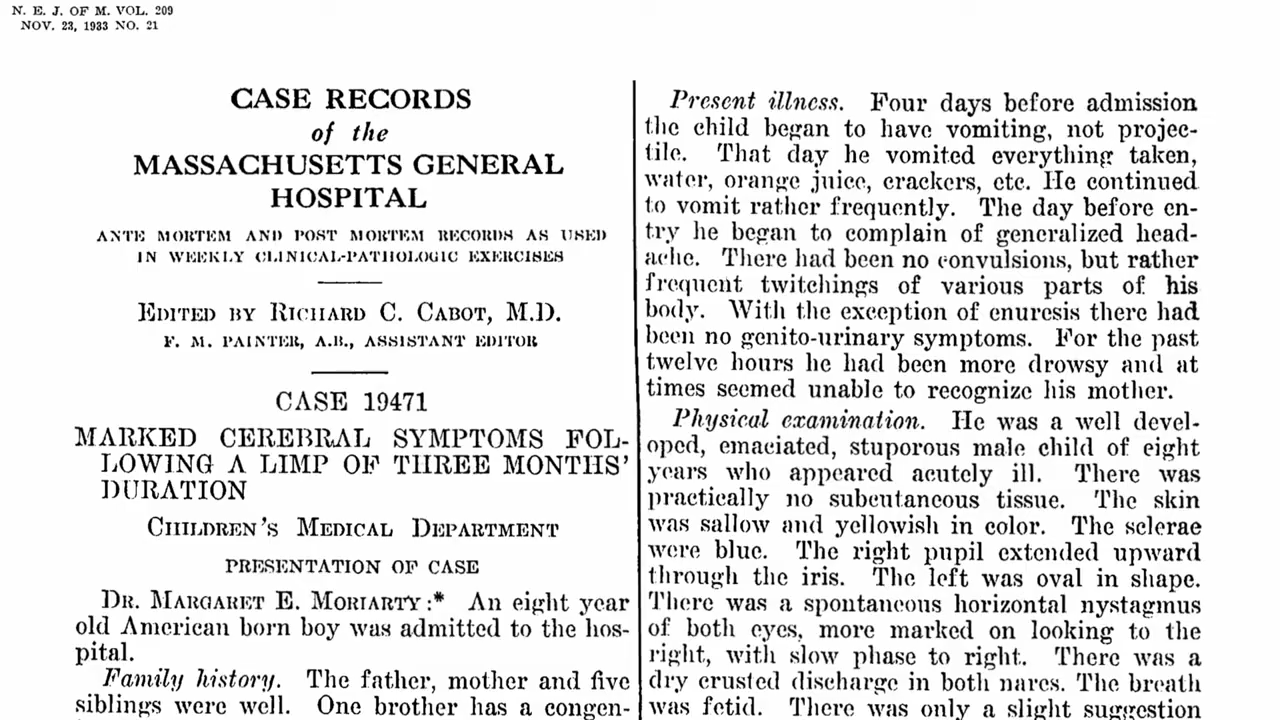 N. E. J. OF M. VOL. 209
NOV. 23, 1933 NO. 21
CASE RECORDS
of the
MASSACHUSETTS GENERAL
HOSPITAL
ANTE MORTEM AND POST MORTEM RECORDS AS USED
IN WEEKLY CLINICAL-PATHOLOGIC EXERCISES
EDITED BY RICHARD C. CABOT, M.D.
F. M. PAINTER, A.B., ASSISTANT EDITOR
CASE 19471
MARKED CEREBRAL SYMPTOMS FOL-
LOWING A LIMP OF THREE MONTHS'
DURATION
CHILDREN'S MEDICAL DEPARTMENT
PRESENTATION OF CASE
DR. MARGARET E. MORIARTY:* An eight year
old American born boy was admitted to the hos-
pital.
Family history. The father, mother and five
siblings were well. One brother has a congen-
Present illness. Four days before admission
the child began to have vomiting, not projec-
tile. That day he vomited everything taken,
water, orange juice, crackers, etc. He continued
to vomit rather frequently. The day before en-
try he began to complain of generalized head-
ache. There had been no convulsions, but rather
frequent twitchings of various parts of his
body. With the exception of enuresis there had
been no genito-urinary symptoms. For the past
twelve hours he had been more drowsy and at
times seemed unable to recognize his mother.
Physical examination. He was a well devel-
oped, emaciated, stuporous male child of eight
years who appeared acutely ill. There was
practically no subcutaneous tissue. The skin
was sallow and yellowish in color. The sclerae
were blue. The right pupil extended upward
through the iris. The left was oval in shape.
There was a spontaneous horizontal nystagmus
of both eyes, more marked on looking to the
right, with slow phase to right. There was a
dry crusted discharge in both nares. The breath
was fetid. There was only a slight suggestion